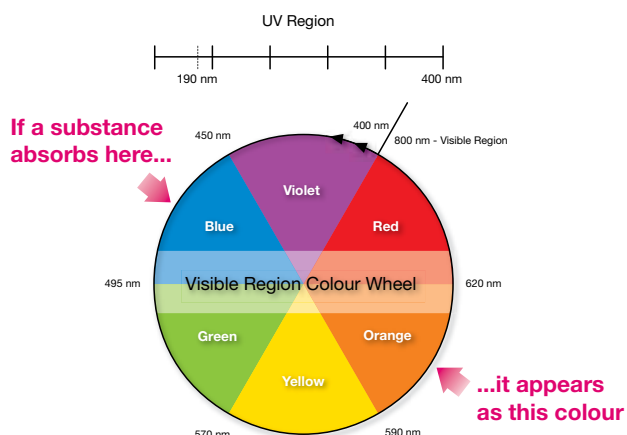 UV Region
190 nm
400 nm
If a substance
absorbs here...
450 nm
400 nm
800 nm - Visible Region
Violet
Blue
Red
495 nm
Visible Region Colour Wheel
620 nm
Green
Orange
Yellow
...it appears
as this colour
570 nm
590 nm